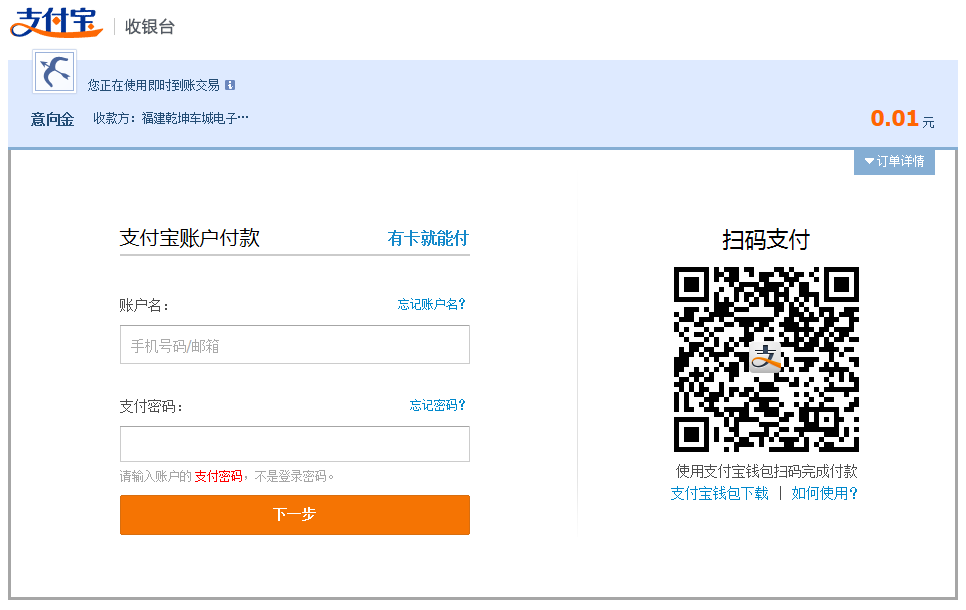 支付宝 收银台
您正在使用即时到账交易
意向金 收款方：福建乾坤车城电子…
0.01 元
订单详情
支付宝账户付款 有卡就能付
账户名： 忘记账户名?
手机号码/邮箱
支付密码： 忘记密码?
请输入账户的 支付密码，不是登录密码。
下一步
扫码支付
支
使用支付宝钱包扫码完成付款
支付宝钱包下载 | 如何使用?